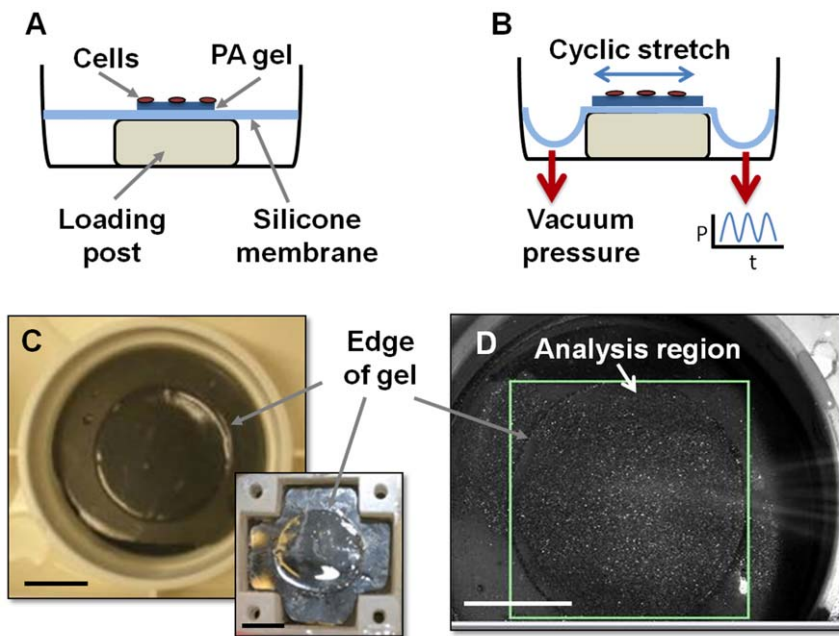 A
Cells
PA gel
Loading
post
Silicone
membrane
B
Cyclic stretch
Vacuum
pressure
P
t
C
Edge
of gel
D
Analysis region